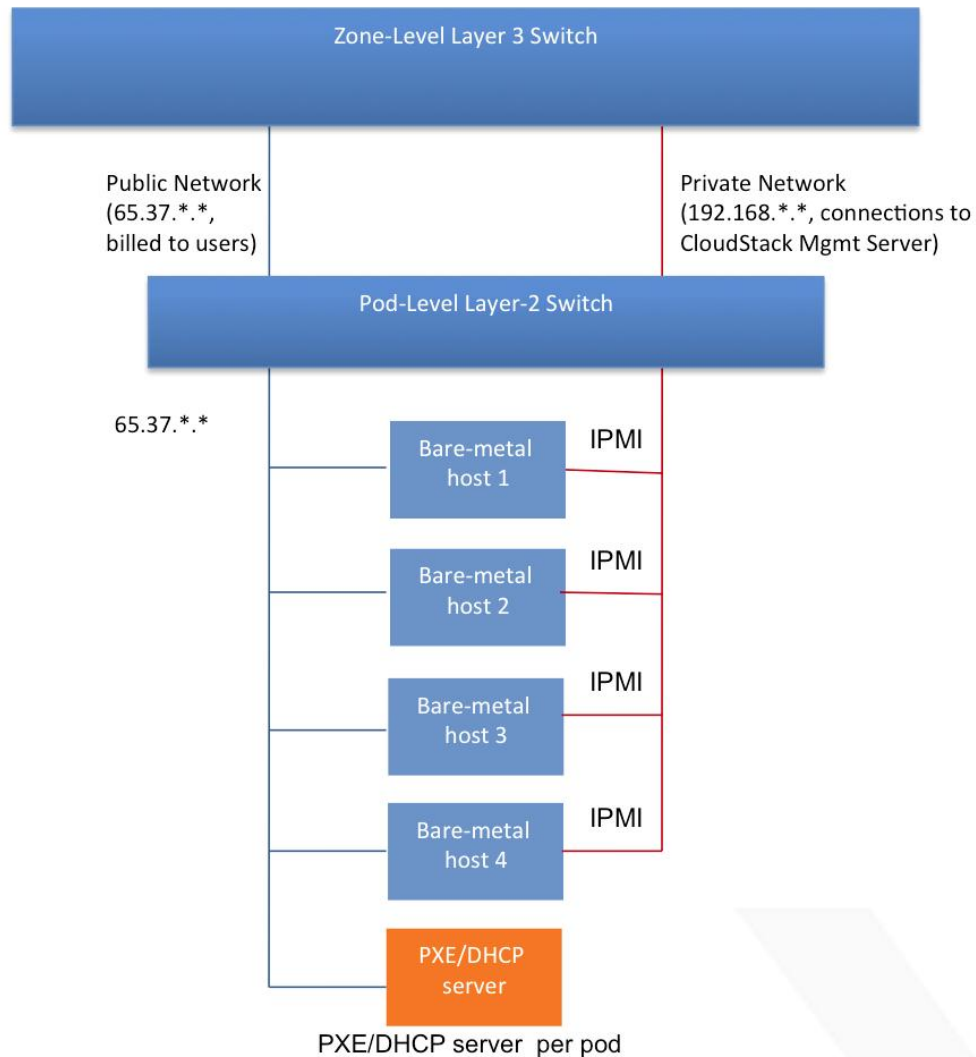 Zone-Level Layer 3 Switch
Public Network
(65.37.*.*,
billed to users)
Private Network
(192.168.*.*, connections to
CloudStack Mgmt Server)
Pod-Level Layer-2 Switch
65.37.*.*
Bare-metal
host 1
IPMI
Bare-metal
host 2
IPMI
Bare-metal
host 3
IPMI
Bare-metal
host 4
IPMI
PXE/DHCP
server
PXE/DHCP server per pod